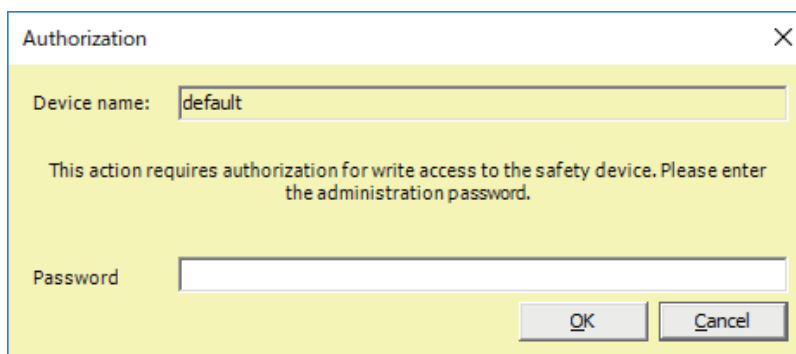 Authorization
Device name: default
This action requires authorization for write access to the safety device. Please enter
the administration password.
Password
OK Cancel